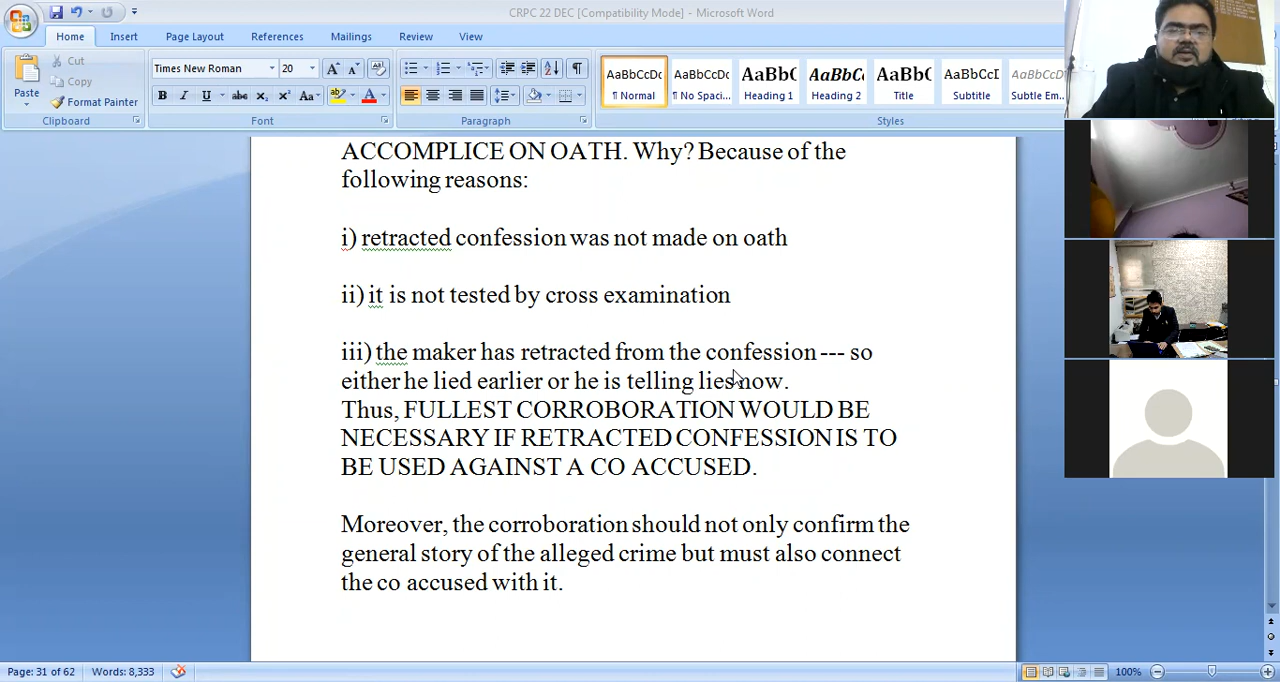 CRPC 22 DEC [Compatibility Mode] - Microsoft Word
Home Insert Page Layout References Mailings Review View
Paste
Cut
Copy
Format Painter
Clipboard
Times New Roman 20
Font
Paragraph
AaBbCcDc AaBbCcDc AaBbC AaBbCc AaBbC AaBbCcI AaBbCcDc
¶ Normal ¶ No Spaci... Heading 1 Heading 2 Title Subtitle Subtle Em...
Styles
ACCOMPLICE ON OATH. Why? Because of the
following reasons:
i) retracted confession was not made on oath
ii) it is not tested by cross examination
iii) the maker has retracted from the confession --- so
either he lied earlier or he is telling lies now.
Thus, FULLEST CORROBORATION WOULD BE
NECESSARY IF RETRACTED CONFESSION IS TO
BE USED AGAINST A CO ACCUSED.
Moreover, the corroboration should not only confirm the
general story of the alleged crime but must also connect
the co accused with it.
Page: 31 of 62 Words: 8,333 100%